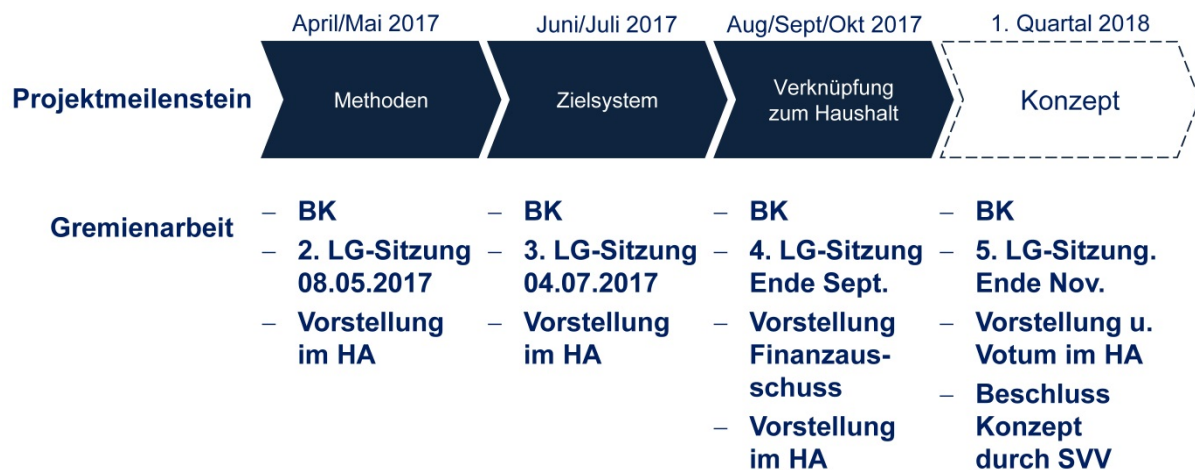 April/Mai 2017
Juni/Juli 2017
Aug/Sept/Okt 2017
1. Quartal 2018
Projektmeilenstein
Methoden
Zielsystem
Verknüpfung
zum Haushalt
Konzept
Gremienarbeit
– BK
– 2. LG-Sitzung
08.05.2017
– Vorstellung
im HA
– BK
– 3. LG-Sitzung
04.07.2017
– Vorstellung
im HA
– BK
– 4. LG-Sitzung
Ende Sept.
– Vorstellung
Finanzaus-
schuss
– Vorstellung
im HA
– BK
– 5. LG-Sitzung.
Ende Nov.
– Vorstellung u.
Votum im HA
– Beschluss
Konzept
durch SVV